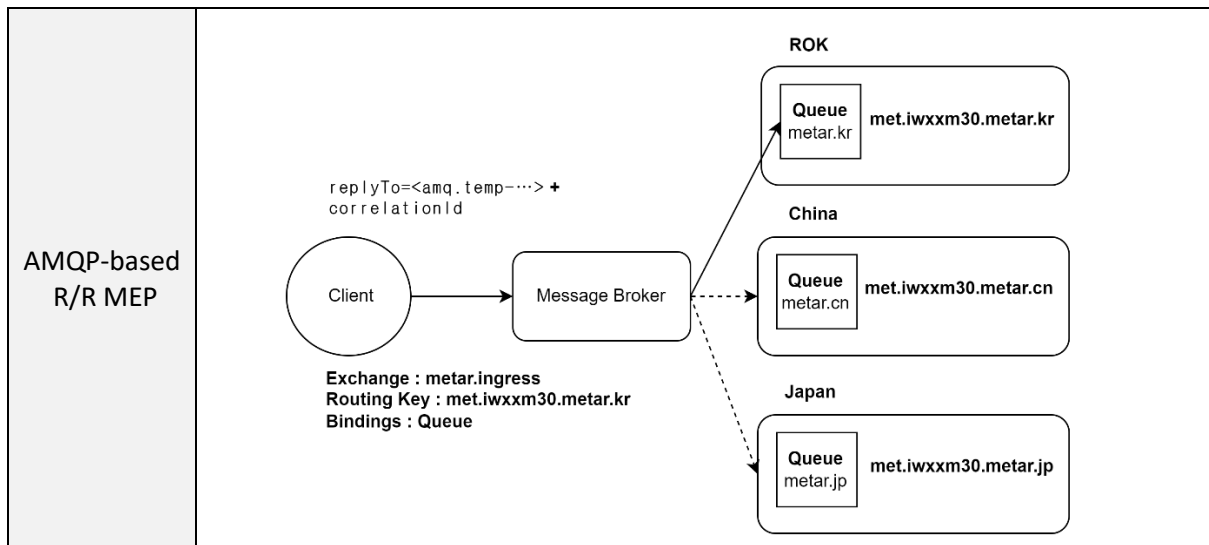 AMQP-based
R/R MEP
replyTo=<amq.temp-…> +
correlationId
Client
Message Broker
Exchange : metar.ingress
Routing Key : met.iwxxm30.metar.kr
Bindings : Queue
ROK
Queue
metar.kr
met.iwxxm30.metar.kr
China
Queue
metar.cn
met.iwxxm30.metar.cn
Japan
Queue
metar.jp
met.iwxxm30.metar.jp